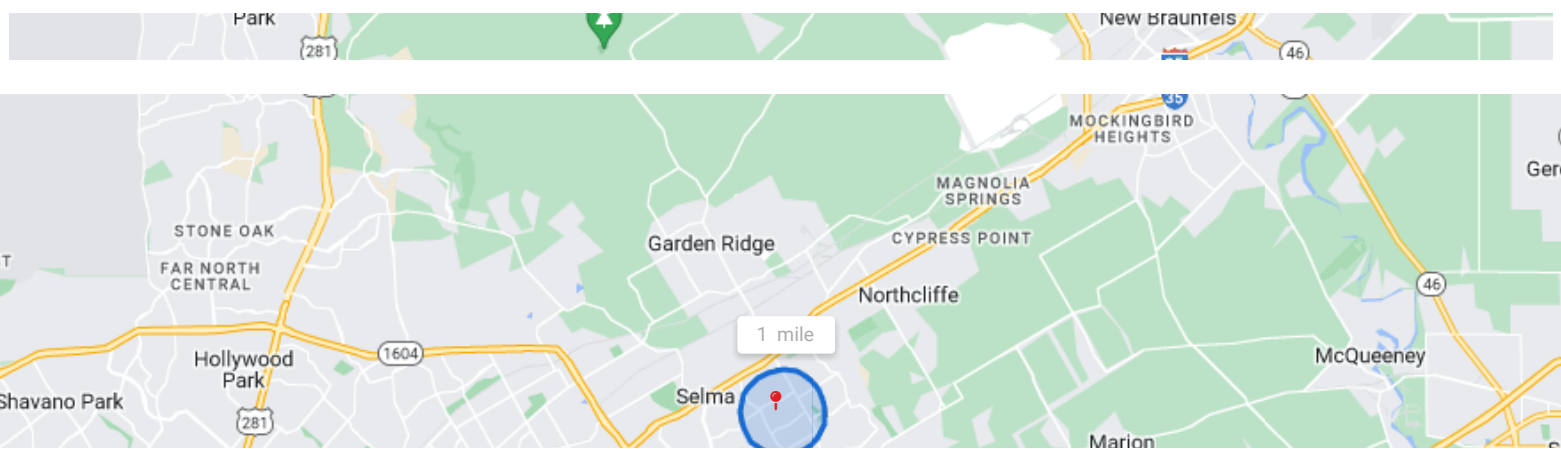 Park
281
New Braunfels
46
35
MOCKINGBIRD
HEIGHTS
MAGNOLIA
SPRINGS
STONE OAK
Garden Ridge
CYPRESS POINT
FAR NORTH
CENTRAL
Northcliffe
46
1 mile
1604
Hollywood
Park
McQueeney
Selma
Shavano Park
281
Marion